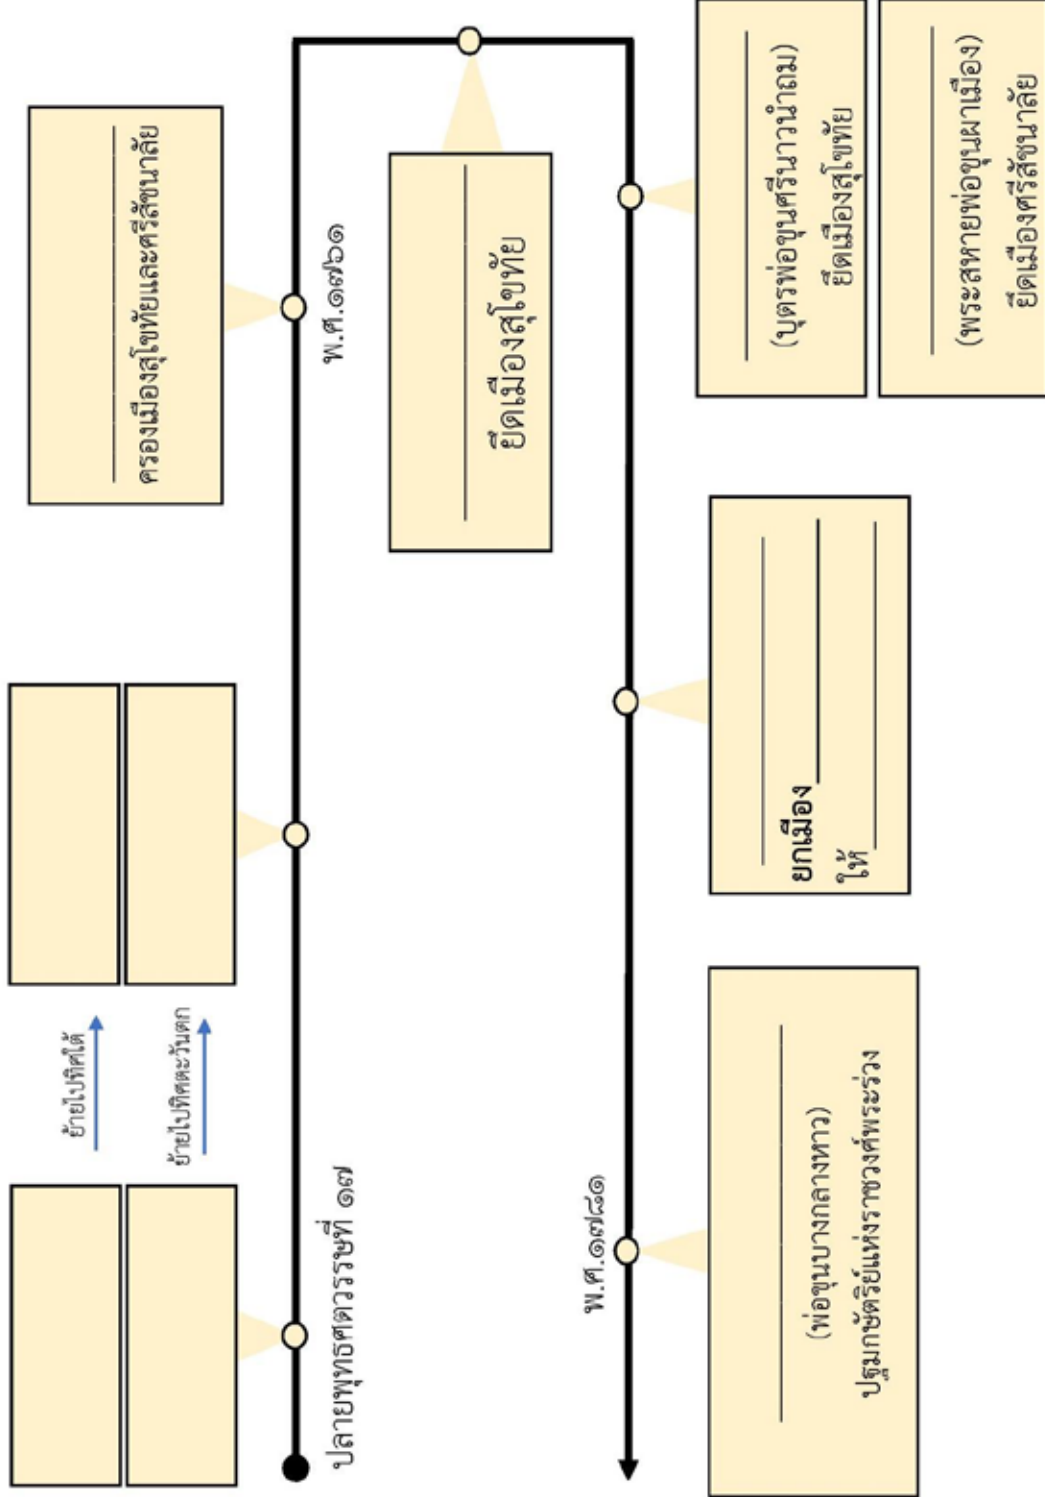 ย้ายไปทิศใต้
ย้ายไปทิศตะวันตก
ครองเมืองสุโขทัยและศรีสัชนาลัย
ปลายพุทธศตวรรษที่ ๑๗
พ.ศ.๑๗๖๑
ยึดเมืองสุโขทัย
พ.ศ.๑๗๘๑
(พ่อขุนบางกลางหาว)
ปฐมกษัตริย์แห่งราชวงศ์พระร่วง
ยกเมือง
ให้
(บุตรพ่อขุนศรีนาวนำถม)
ยึดเมืองสุโขทัย
(พระสหายพ่อขุนผาเมือง)
ยึดเมืองศรีสัชนาลัย